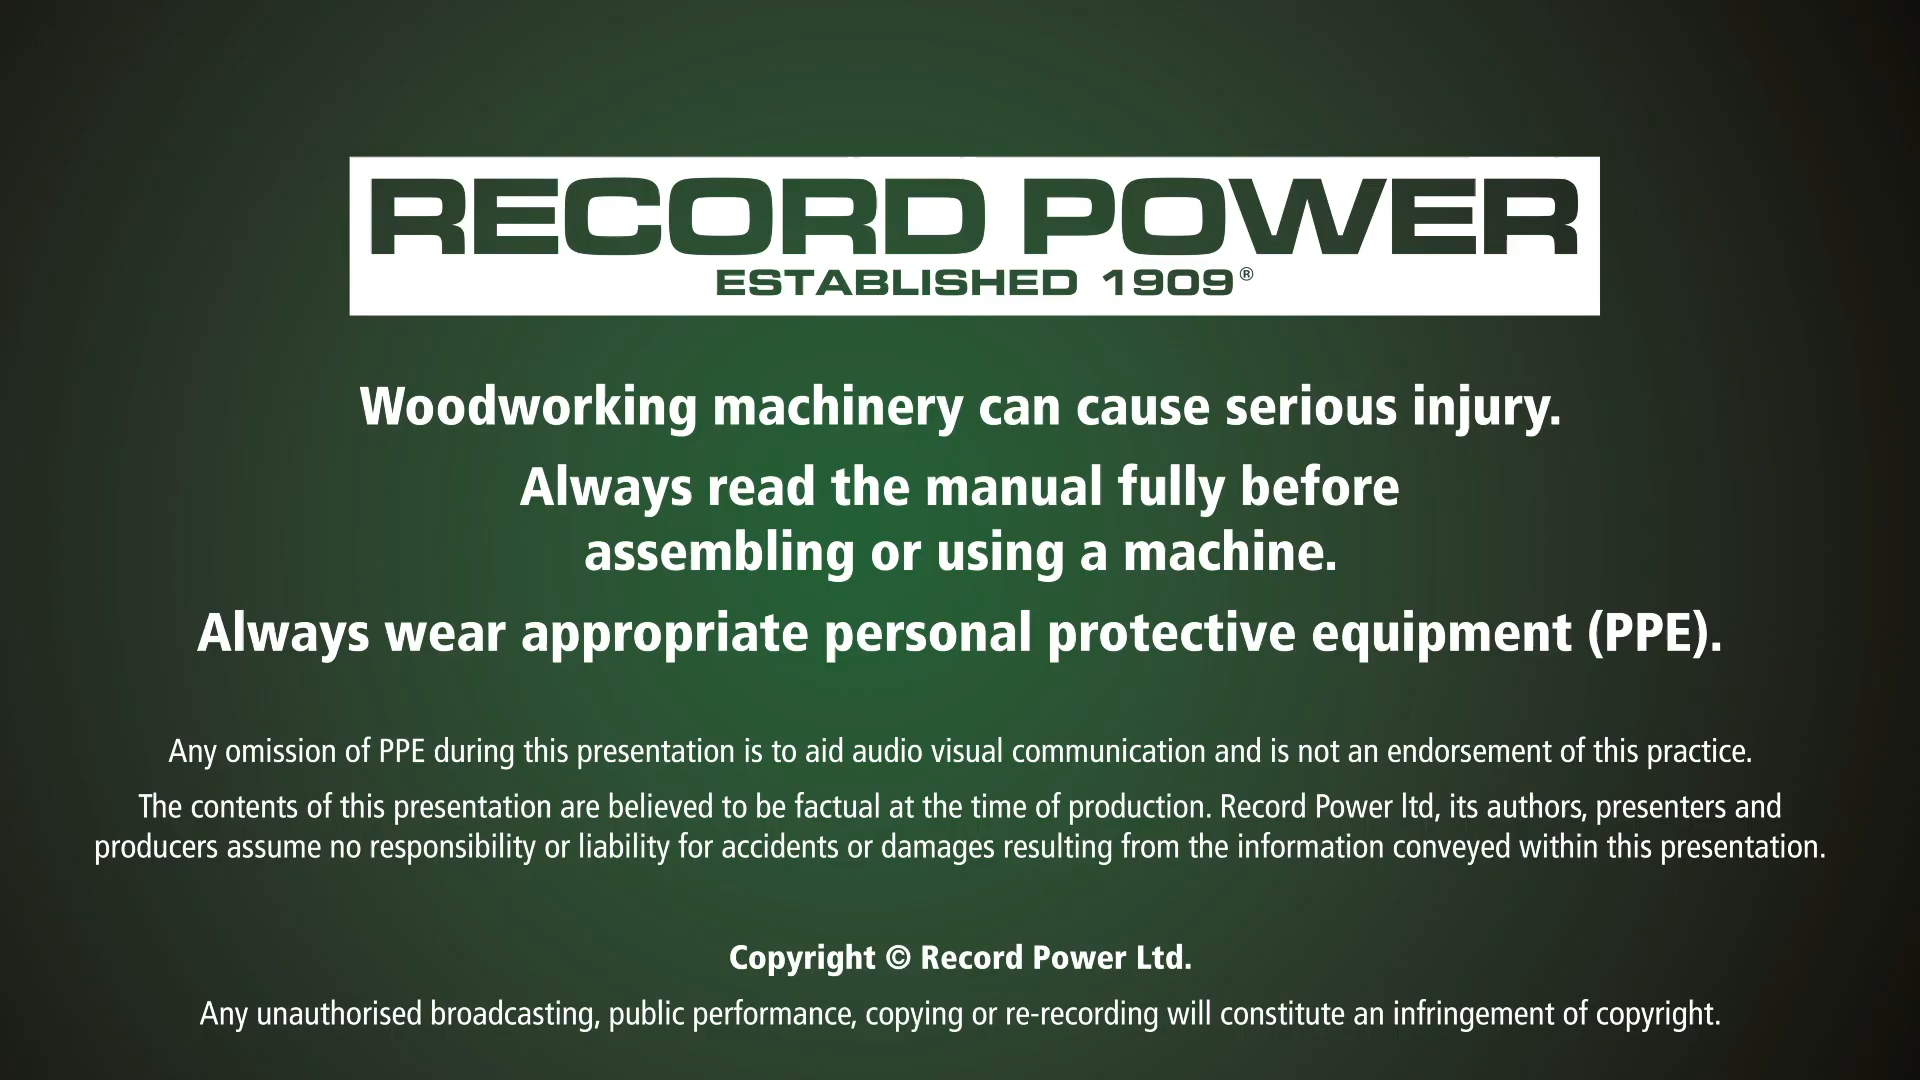 RECORD POWER
ESTABLISHED 1909®
Woodworking machinery can cause serious injury.
Always read the manual fully before
assembling or using a machine.
Always wear appropriate personal protective equipment (PPE).
Any omission of PPE during this presentation is to aid audio visual communication and is not an endorsement of this practice.
The contents of this presentation are believed to be factual at the time of production. Record Power ltd, its authors, presenters and
producers assume no responsibility or liability for accidents or damages resulting from the information conveyed within this presentation.
Copyright © Record Power Ltd.
Any unauthorised broadcasting, public performance, copying or re-recording will constitute an infringement of copyright.